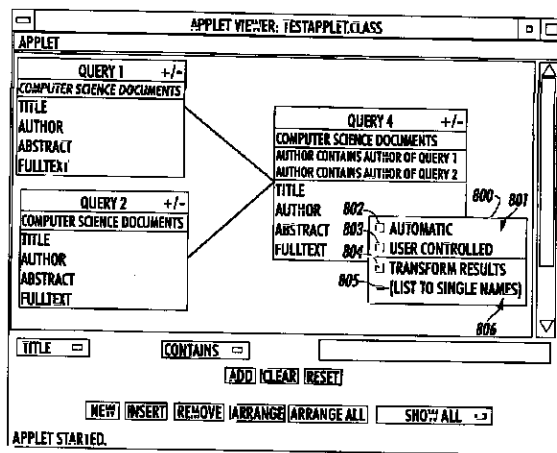 APPLET VIEWER: TESTAPPLET.CLASS
APPLET
QUERY 1 +/-
COMPUTER SCIENCE DOCUMENTS
TITLE
AUTHOR
ABSTRACT
FULLTEXT
QUERY 2 +/-
COMPUTER SCIENCE DOCUMENTS
TITLE
AUTHOR
ABSTRACT
FULLTEXT
QUERY 4 +/-
COMPUTER SCIENCE DOCUMENTS
AUTHOR CONTAINS AUTHOR OF QUERY 1
AUTHOR CONTAINS AUTHOR OF QUERY 2
TITLE
AUTHOR
ABSTRACT
FULLTEXT
800
801
802 AUTOMATIC
803 USER CONTROLLED
804 TRANSFORM RESULTS
805 (LIST TO SINGLE NAMES)
806
TITLE CONTAINS
ADD CLEAR RESET
NEW INSERT REMOVE ARRANGE ARRANGE ALL SHOW ALL
APPLET STARTED.